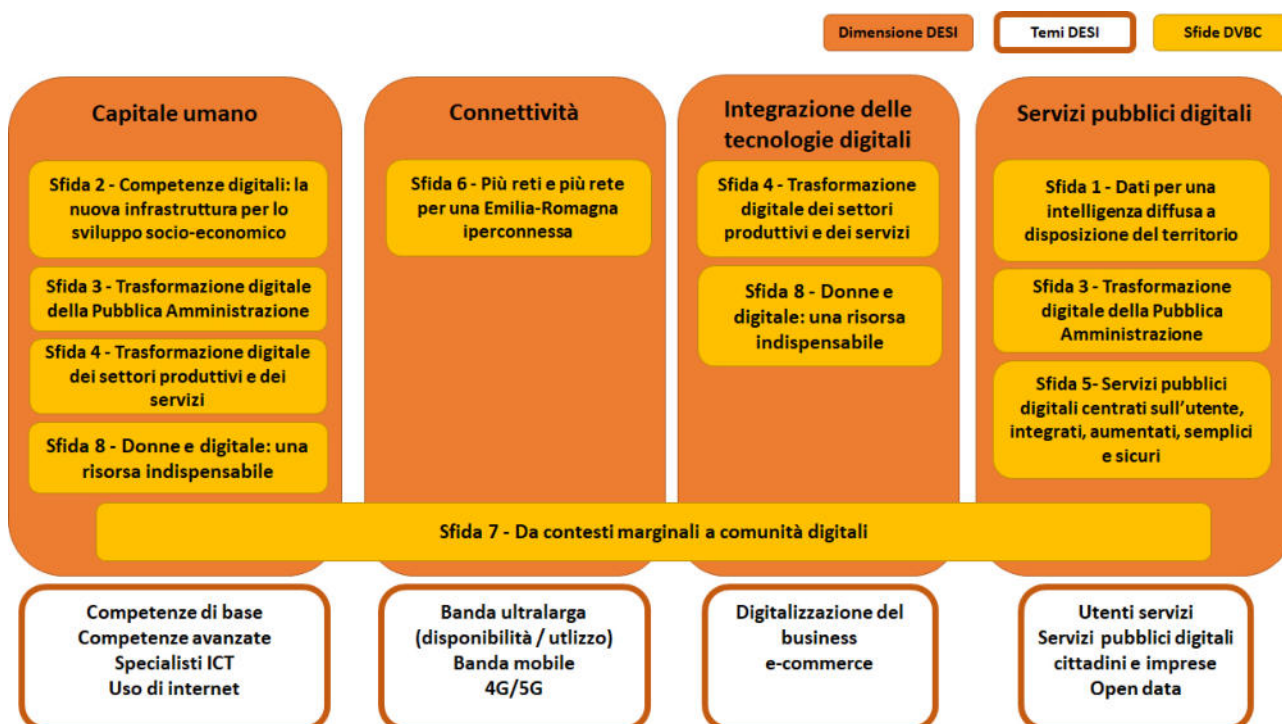 Dimensione DESI
Temi DESI
Sfide DVBC
Capitale umano
Sfida 2 - Competenze digitali: la
nuova infrastruttura per lo
sviluppo socio-economico
Sfida 3 - Trasformazione digitale
della Pubblica Amministrazione
Sfida 4 - Trasformazione digitale
dei settori produttivi e dei
servizi
Sfida 8 - Donne e digitale: una
risorsa indispensabile
Connettività
Sfida 6 - Più reti e più rete
per una Emilia-Romagna
iperconnessa
Integrazione delle
tecnologie digitali
Sfida 4 - Trasformazione
digitale dei settori
produttivi e dei servizi
Sfida 8 - Donne e
digitale: una risorsa
indispensabile
Servizi pubblici digitali
Sfida 1 - Dati per una
intelligenza diffusa a
disposizione del territorio
Sfida 3 - Trasformazione
digitale della Pubblica
Amministrazione
Sfida 5- Servizi pubblici
digitali centrati sull'utente,
integrati, aumentati, semplici
e sicuri
Sfida 7 - Da contesti marginali a comunità digitali
Competenze di base
Competenze avanzate
Specialisti ICT
Uso di internet
Banda ultralarga
(disponibilità / utlizzo)
Banda mobile
4G/5G
Digitalizzazione del
business
e-commerce
Utenti servizi
Servizi pubblici digitali
cittadini e imprese
Open data